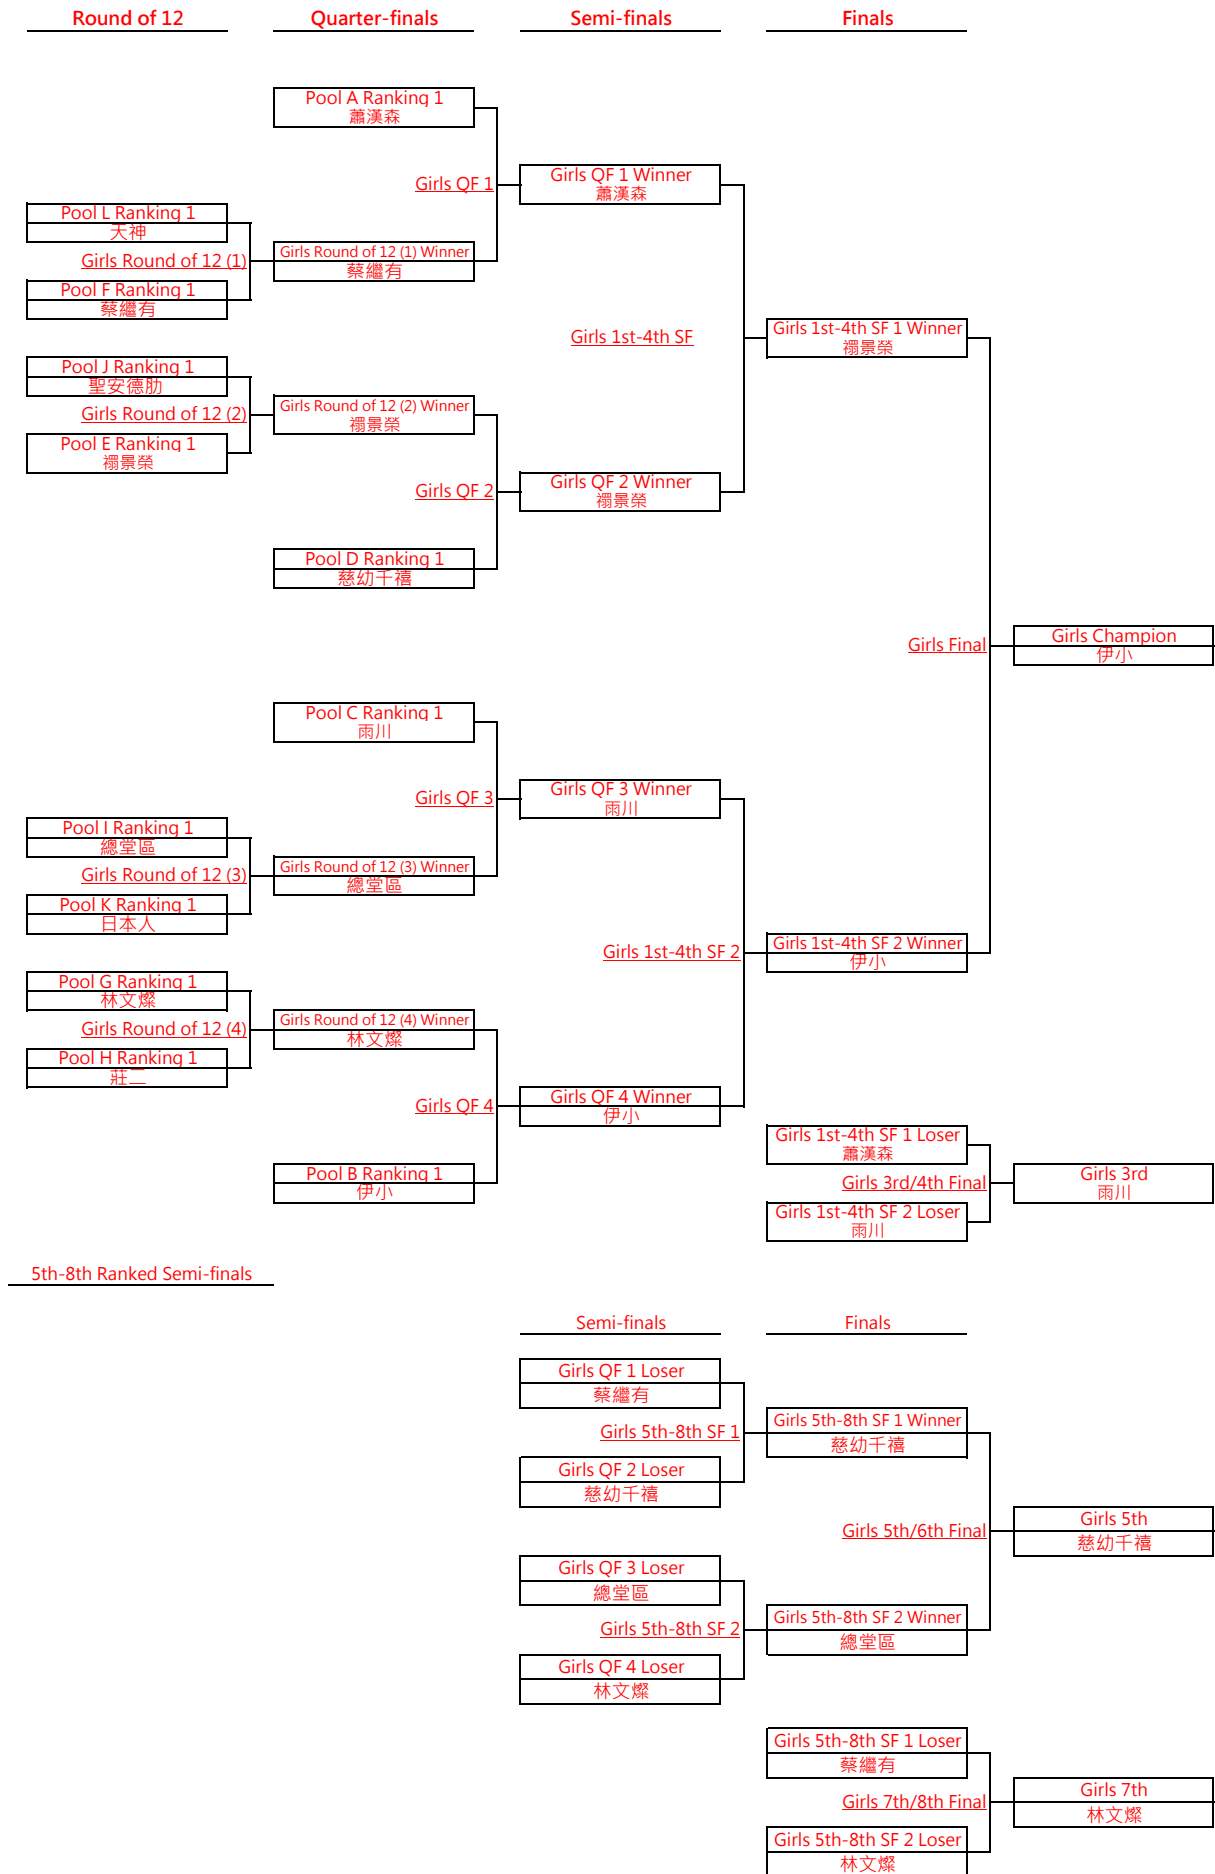 Round of 12
Quarter-finals
Semi-finals
Finals
Pool A Ranking 1
蕭漢森
Girls QF 1
Girls QF 1 Winner
蕭漢森
Pool L Ranking 1
天神
Girls Round of 12 (1)
Girls Round of 12 (1) Winner
蔡繼有
Pool F Ranking 1
蔡繼有
Girls 1st-4th SF
Girls 1st-4th SF 1 Winner
禤景榮
Pool J Ranking 1
聖安德肋
Girls Round of 12 (2)
Girls Round of 12 (2) Winner
禤景榮
Pool E Ranking 1
禤景榮
Girls QF 2
Girls QF 2 Winner
禤景榮
Pool D Ranking 1
慈幼千禧
Girls Final
Girls Champion
伊小
Pool C Ranking 1
雨川
Girls QF 3
Girls QF 3 Winner
雨川
Pool I Ranking 1
總堂區
Girls Round of 12 (3)
Girls Round of 12 (3) Winner
總堂區
Pool K Ranking 1
日本人
Girls 1st-4th SF 2
Girls 1st-4th SF 2 Winner
伊小
Pool G Ranking 1
林文燦
Girls Round of 12 (4)
Girls Round of 12 (4) Winner
林文燦
Pool H Ranking 1
莊二
Girls QF 4
Girls QF 4 Winner
伊小
Pool B Ranking 1
伊小
Girls 1st-4th SF 1 Loser
蕭漢森
Girls 3rd/4th Final
Girls 3rd
雨川
Girls 1st-4th SF 2 Loser
雨川
5th-8th Ranked Semi-finals
Semi-finals
Finals
Girls QF 1 Loser
蔡繼有
Girls 5th-8th SF 1
Girls 5th-8th SF 1 Winner
慈幼千禧
Girls QF 2 Loser
慈幼千禧
Girls 5th/6th Final
Girls 5th
慈幼千禧
Girls QF 3 Loser
總堂區
Girls 5th-8th SF 2
Girls 5th-8th SF 2 Winner
總堂區
Girls QF 4 Loser
林文燦
Girls 5th-8th SF 1 Loser
蔡繼有
Girls 7th/8th Final
Girls 7th
林文燦
Girls 5th-8th SF 2 Loser
林文燦